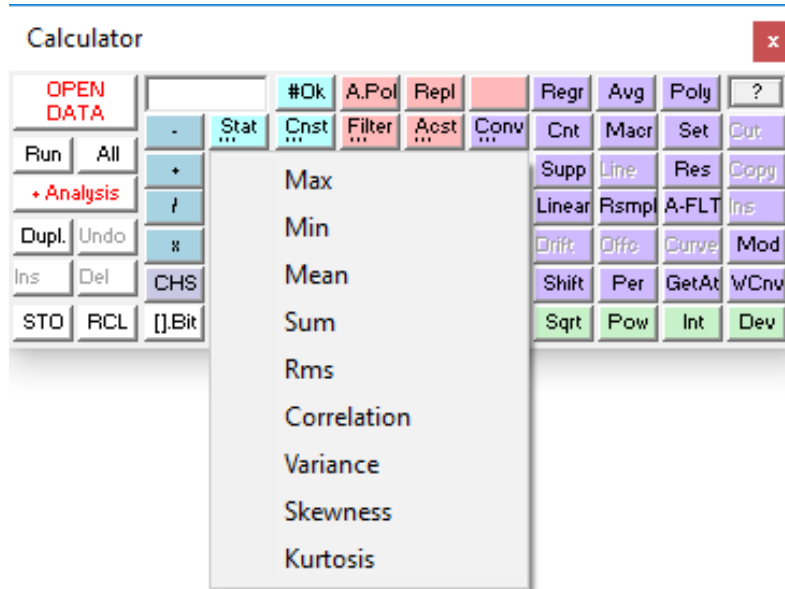 Calculator x
OPEN DATA #Ok A.Pol Repl Regr Avg Poly ?
- Stat ... Cnst ... Filter ... Acst ... Conv ... Cnt Macr Set Cut
Run All + Supp Line Res Copy
+ Analysis / Linear Rsmpl A-FLT Ins
Dupl. Undo x Drift Offc Curve Mod
Ins Del CHS Shift Per GetAt WCnv
STO RCL [].Bit Sqrt Pow Int Dev
Max
Min
Mean
Sum
Rms
Correlation
Variance
Skewness
Kurtosis